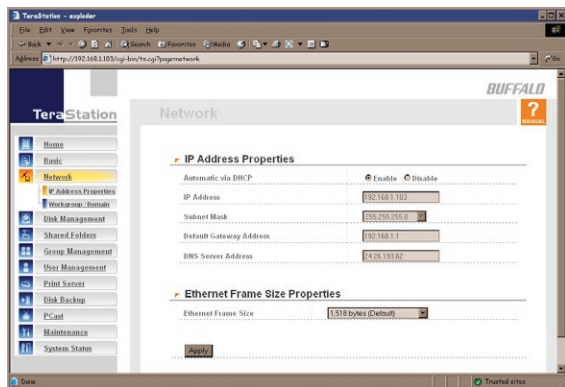 TeraStation - expleder
File Edit View Favorites Tools Help
Back Search Favorites Media
Address http://192.168.1.103/cgi-bin/ts.cgi?page=network Go
BUFFALO
TeraStation
Network
?
MANUAL
Home
Basic
Network
IP Address Properties
Workgroup / Domain
Disk Management
Shared Folders
Group Management
User Management
Print Server
Disk Backup
PCast
Maintenance
System Status
IP Address Properties
Automatic via DHCP Enable Disable
IP Address 192.168.1.103
Subnet Mask 255.255.255.0
Default Gateway Address 192.168.1.1
DNS Server Address 24.26.193.62
Ethernet Frame Size Properties
Ethernet Frame Size 1,518 bytes (Default)
Apply
Done Trusted sites